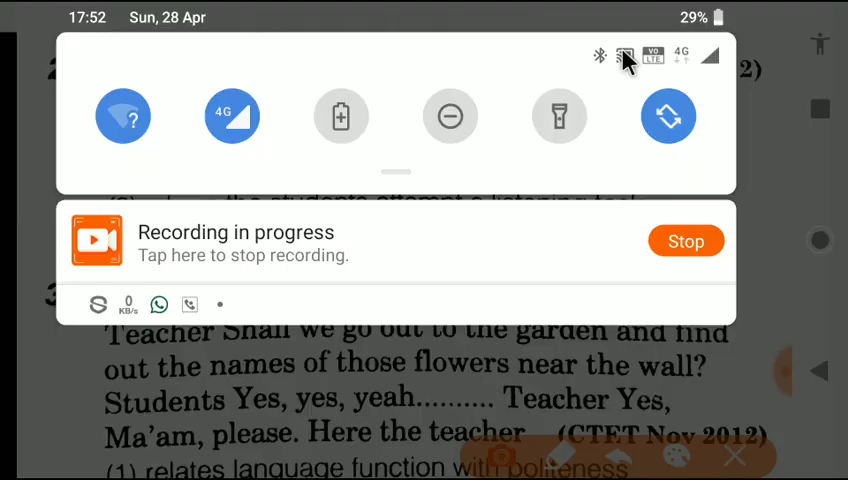 17:52 Sun, 28 Apr 29%
VO LTE 4G
2)
4G
Recording in progress
Tap here to stop recording.
Stop
0 KB/s
Teacher Shall we go out to the garden and find
out the names of those flowers near the wall?
Students Yes, yes, yeah.......... Teacher Yes,
Ma'am, please. Here the teacher (CTET Nov 2012)
(1) relates language function with politeness